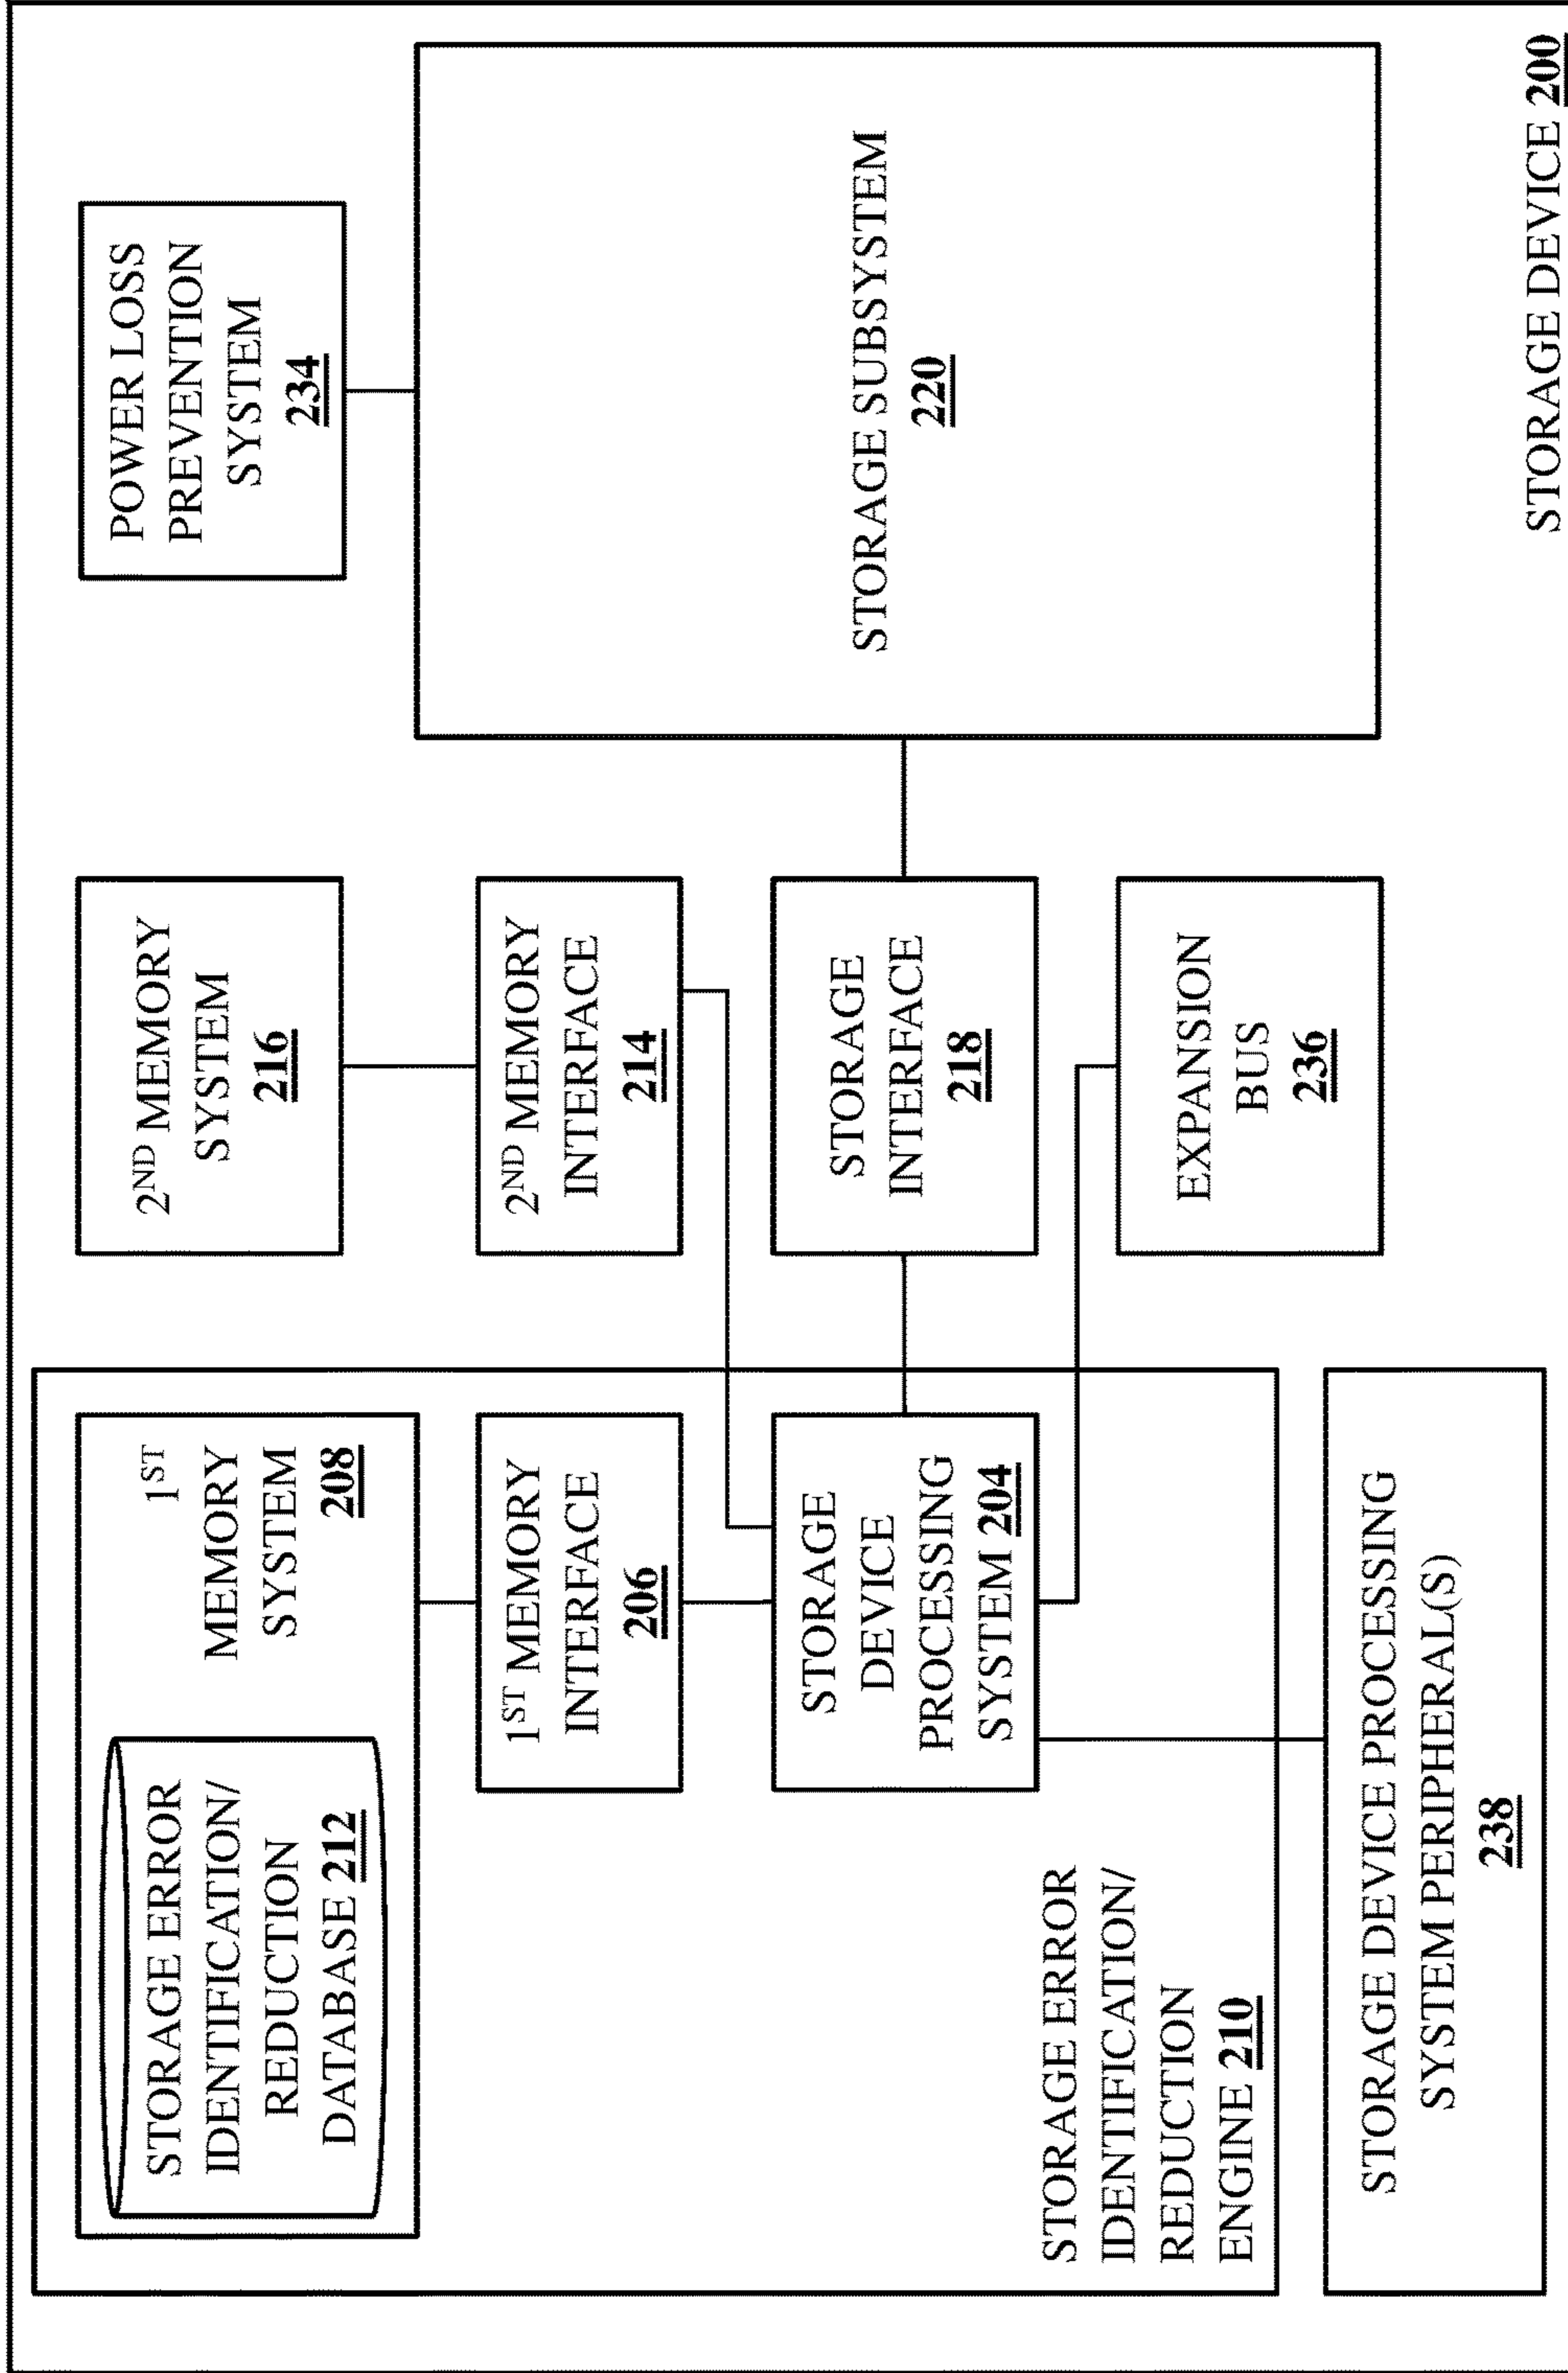 STORAGE ERROR
IDENTIFICATION/
REDUCTION
DATABASE 212
1ST
MEMORY
SYSTEM
208
1ST MEMORY
INTERFACE
206
STORAGE
DEVICE
PROCESSING
SYSTEM 204
STORAGE ERROR
IDENTIFICATION/
REDUCTION
ENGINE 210
STORAGE DEVICE PROCESSING
SYSTEM PERIPHERAL(S)
238
2ND MEMORY
SYSTEM
216
2ND MEMORY
INTERFACE
214
STORAGE
INTERFACE
218
EXPANSION
BUS
236
POWER LOSS
PREVENTION
SYSTEM
234
STORAGE SUBSYSTEM
220
STORAGE DEVICE 200